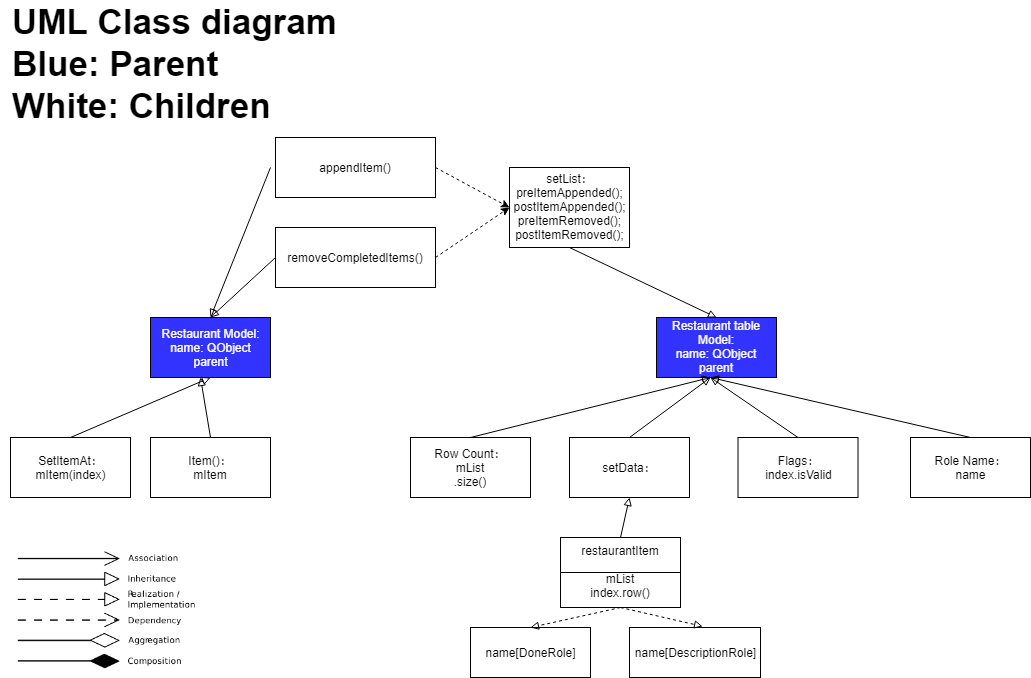 UML Class diagram
Blue: Parent
White: Children
appendItem()
setList:
preItemAppended();
postItemAppended();
preItemRemoved();
postItemRemoved();
removeCompletedItems()
Restaurant Model:
name: QObject
parent
Restaurant table
Model:
name: QObject
parent
SetItemAt:
mItem(index)
Item():
mItem
Row Count:
mList
.size()
setData:
Flags:
index.isValid
Role Name:
name
restaurantItem
mList
index.row()
name[DoneRole]
name[DescriptionRole]
Association
Inheritance
Realization /
Implementation
Dependency
Aggregation
Composition